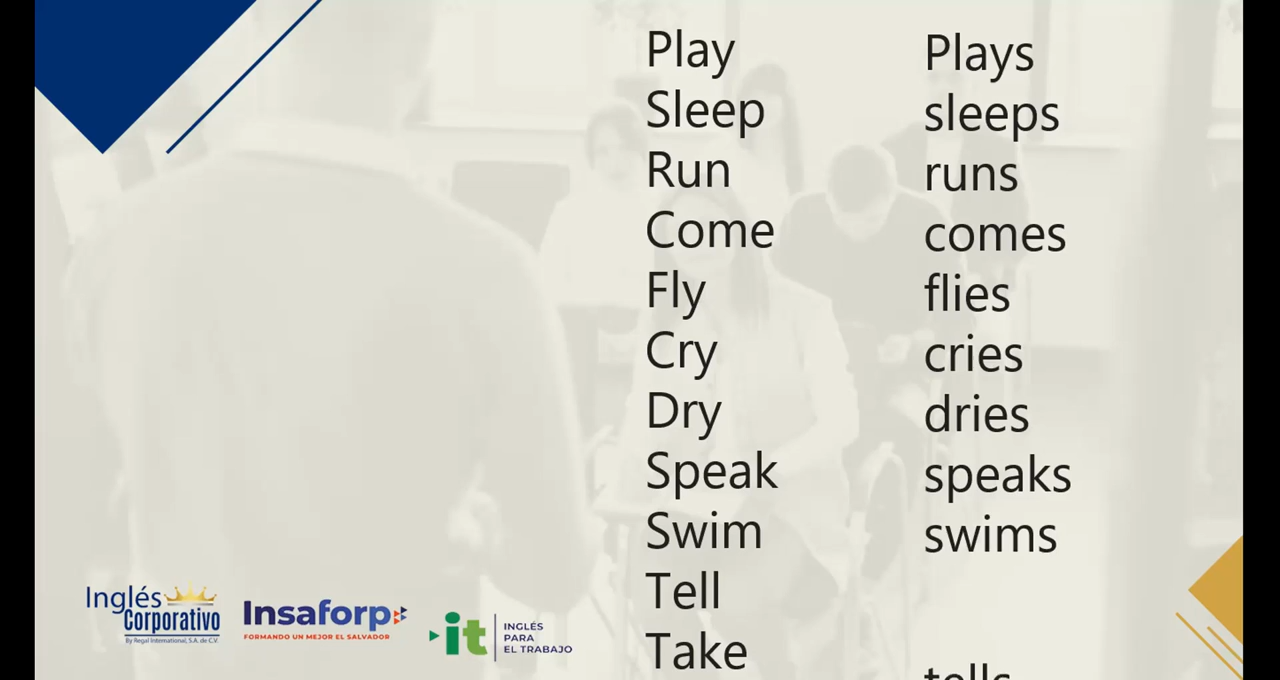 Play
Sleep
Run
Come
Fly
Cry
Dry
Speak
Swim
Tell
Take
Plays
sleeps
runs
comes
flies
cries
dries
speaks
swims
tells
Inglés
Corporativo
By Regal International, S.A. de C.V.
Insaforp
FORMANDO UN MEJOR EL SALVADOR
it
INGLÉS
PARA
EL TRABAJO